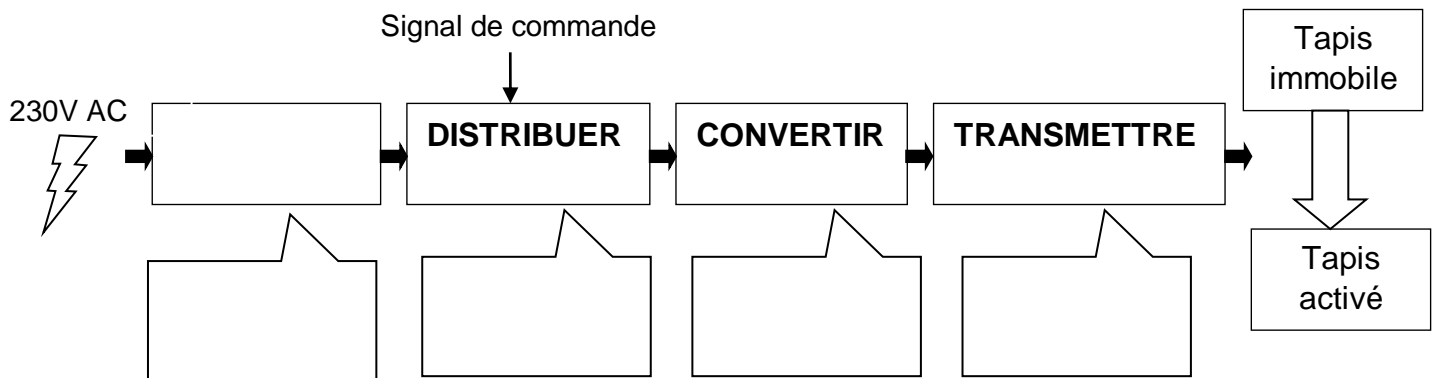 Signal de commande
230V AC
DISTRIBUER
CONVERTIR
TRANSMETTRE
Tapis
immobile
Tapis
activé